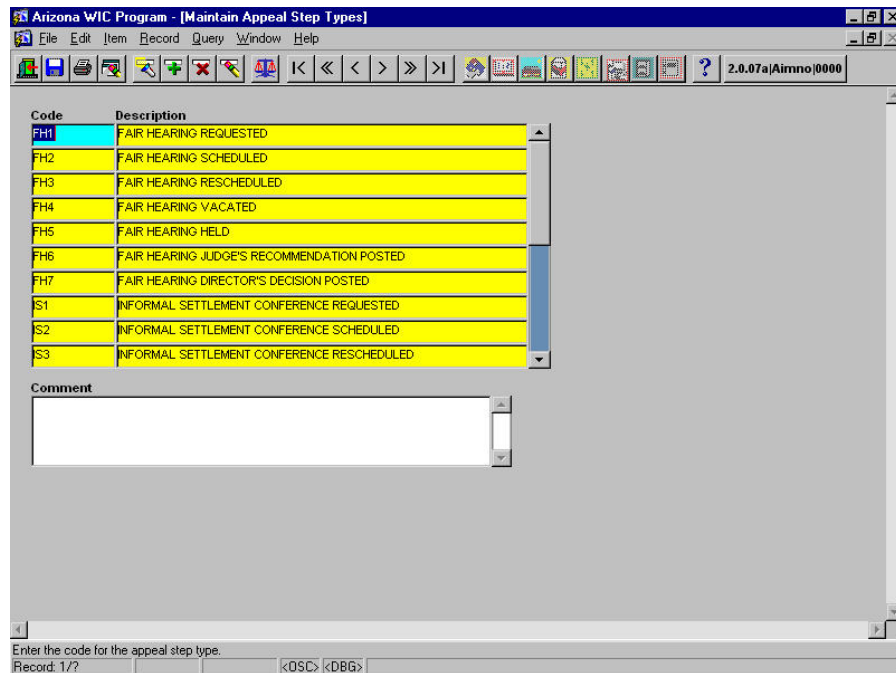 Arizona WIC Program - [Maintain Appeal Step Types]
File Edit Item Record Query Window Help
2.0.07a|Aimno|0000
Code Description
FH1 FAIR HEARING REQUESTED
FH2 FAIR HEARING SCHEDULED
FH3 FAIR HEARING RESCHEDULED
FH4 FAIR HEARING VACATED
FH5 FAIR HEARING HELD
FH6 FAIR HEARING JUDGE'S RECOMMENDATION POSTED
FH7 FAIR HEARING DIRECTOR'S DECISION POSTED
IS1 INFORMAL SETTLEMENT CONFERENCE REQUESTED
IS2 INFORMAL SETTLEMENT CONFERENCE SCHEDULED
IS3 INFORMAL SETTLEMENT CONFERENCE RESCHEDULED
Comment
Enter the code for the appeal step type.
Record: 1/? <OSC> <DBG>